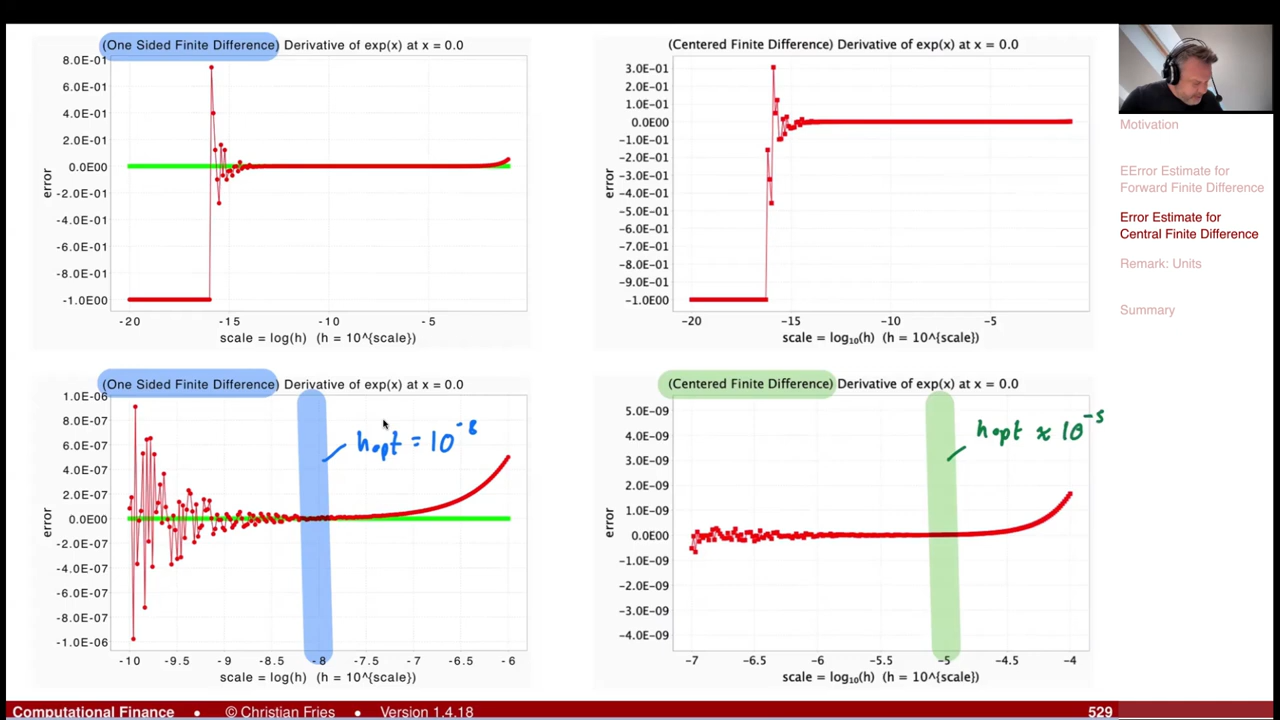 (One Sided Finite Difference) Derivative of exp(x) at x = 0.0
8.0E-01
6.0E-01
4.0E-01
2.0E-01
0.0E00
-2.0E-01
-4.0E-01
-6.0E-01
-8.0E-01
-1.0E00
error
-20
-15
-10
-5
scale = log(h) (h = 10^{scale})
(Centered Finite Difference) Derivative of exp(x) at x = 0.0
3.0E-01
2.0E-01
1.0E-01
0.0E00
-1.0E-01
-2.0E-01
-3.0E-01
-4.0E-01
-5.0E-01
-6.0E-01
-7.0E-01
-8.0E-01
-9.0E-01
-1.0E00
error
-20
-15
-10
-5
scale = log₁₀(h) (h = 10^{scale})
(One Sided Finite Difference) Derivative of exp(x) at x = 0.0
1.0E-06
8.0E-07
6.0E-07
4.0E-07
2.0E-07
0.0E00
-2.0E-07
-4.0E-07
-6.0E-07
-8.0E-07
-1.0E-06
error
hopt = 10^-8
-10
-9.5
-9
-8.5
-8
-7.5
-7
-6.5
-6
scale = log(h) (h = 10^{scale})
(Centered Finite Difference) Derivative of exp(x) at x = 0.0
5.0E-09
4.0E-09
3.0E-09
2.0E-09
1.0E-09
0.0E00
-1.0E-09
-2.0E-09
-3.0E-09
-4.0E-09
error
hopt ≈ 10^-5
-7
-6.5
-6
-5.5
-5
-4.5
-4
scale = log₁₀(h) (h = 10^{scale})
Motivation
EError Estimate for
Forward Finite Difference
Error Estimate for
Central Finite Difference
Remark: Units
Summary
Computational Finance • © Christian Fries • Version 1.4.18
529